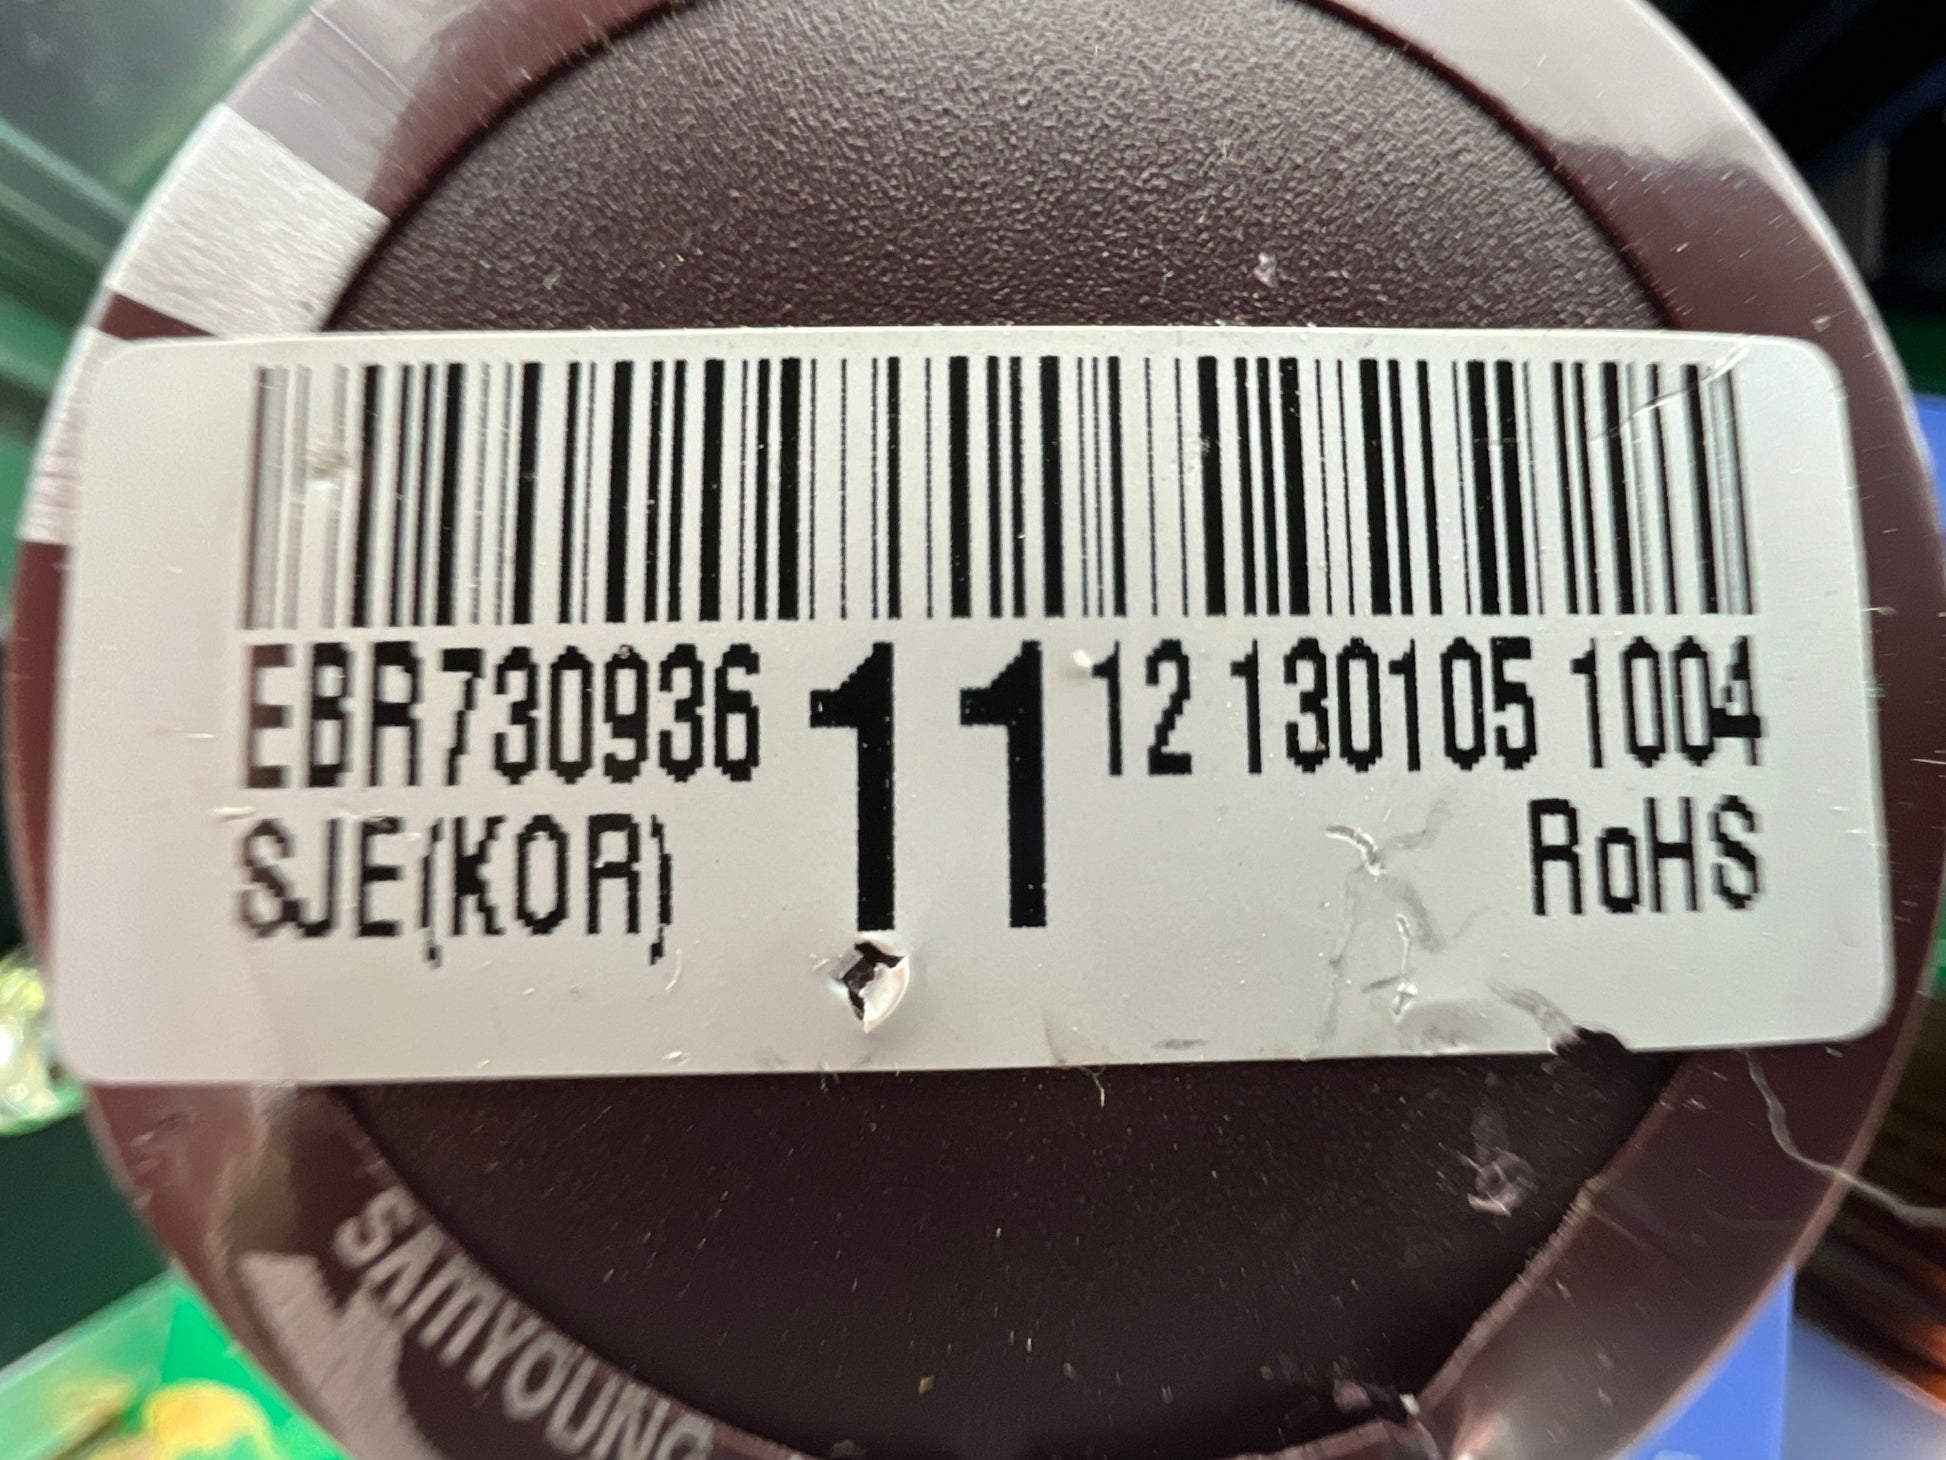 EBR730936 11 12 130105 1004
SJE(KOR) RoHS
SAMYOUNG